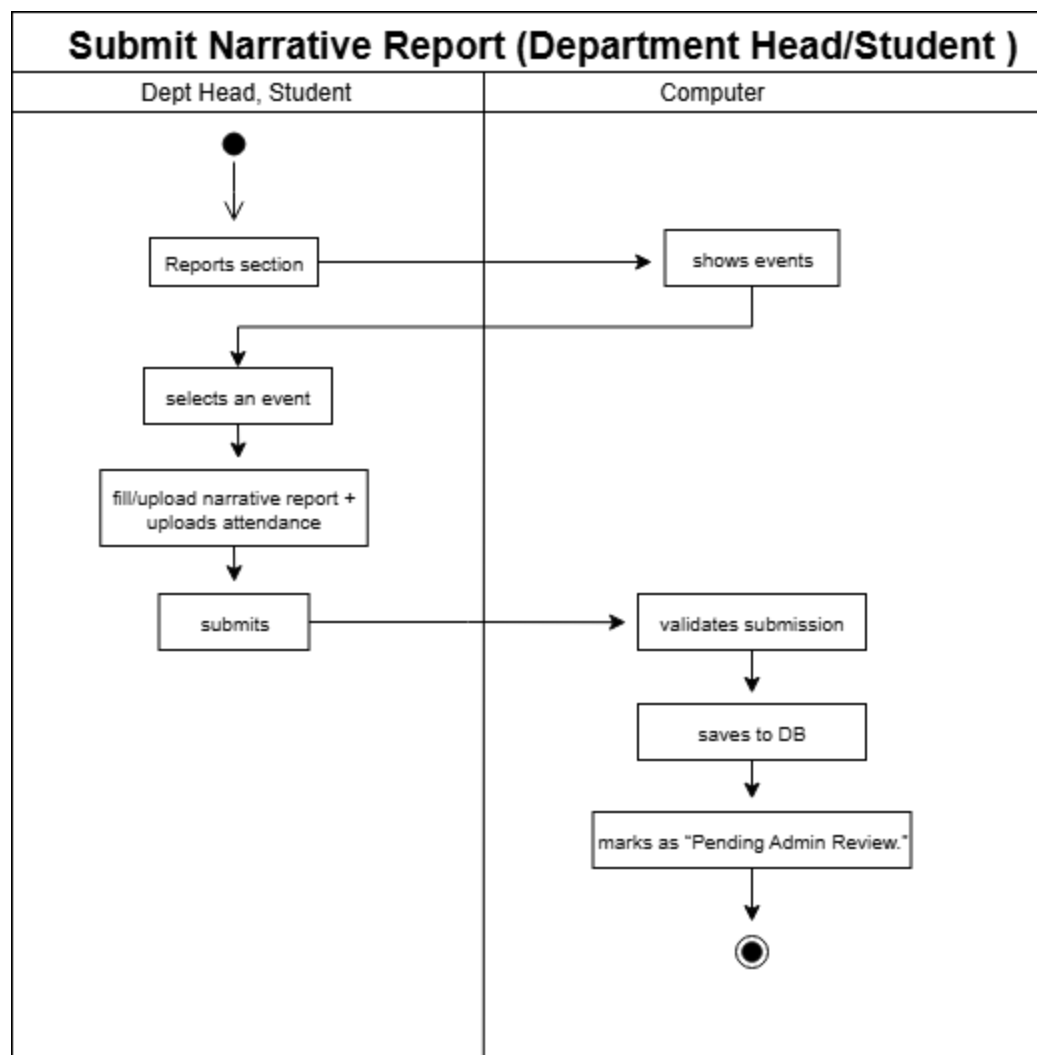 Submit Narrative Report (Department Head/Student )
Dept Head, Student
Computer
Reports section
shows events
selects an event
fill/upload narrative report +
uploads attendance
submits
validates submission
saves to DB
marks as "Pending Admin Review."